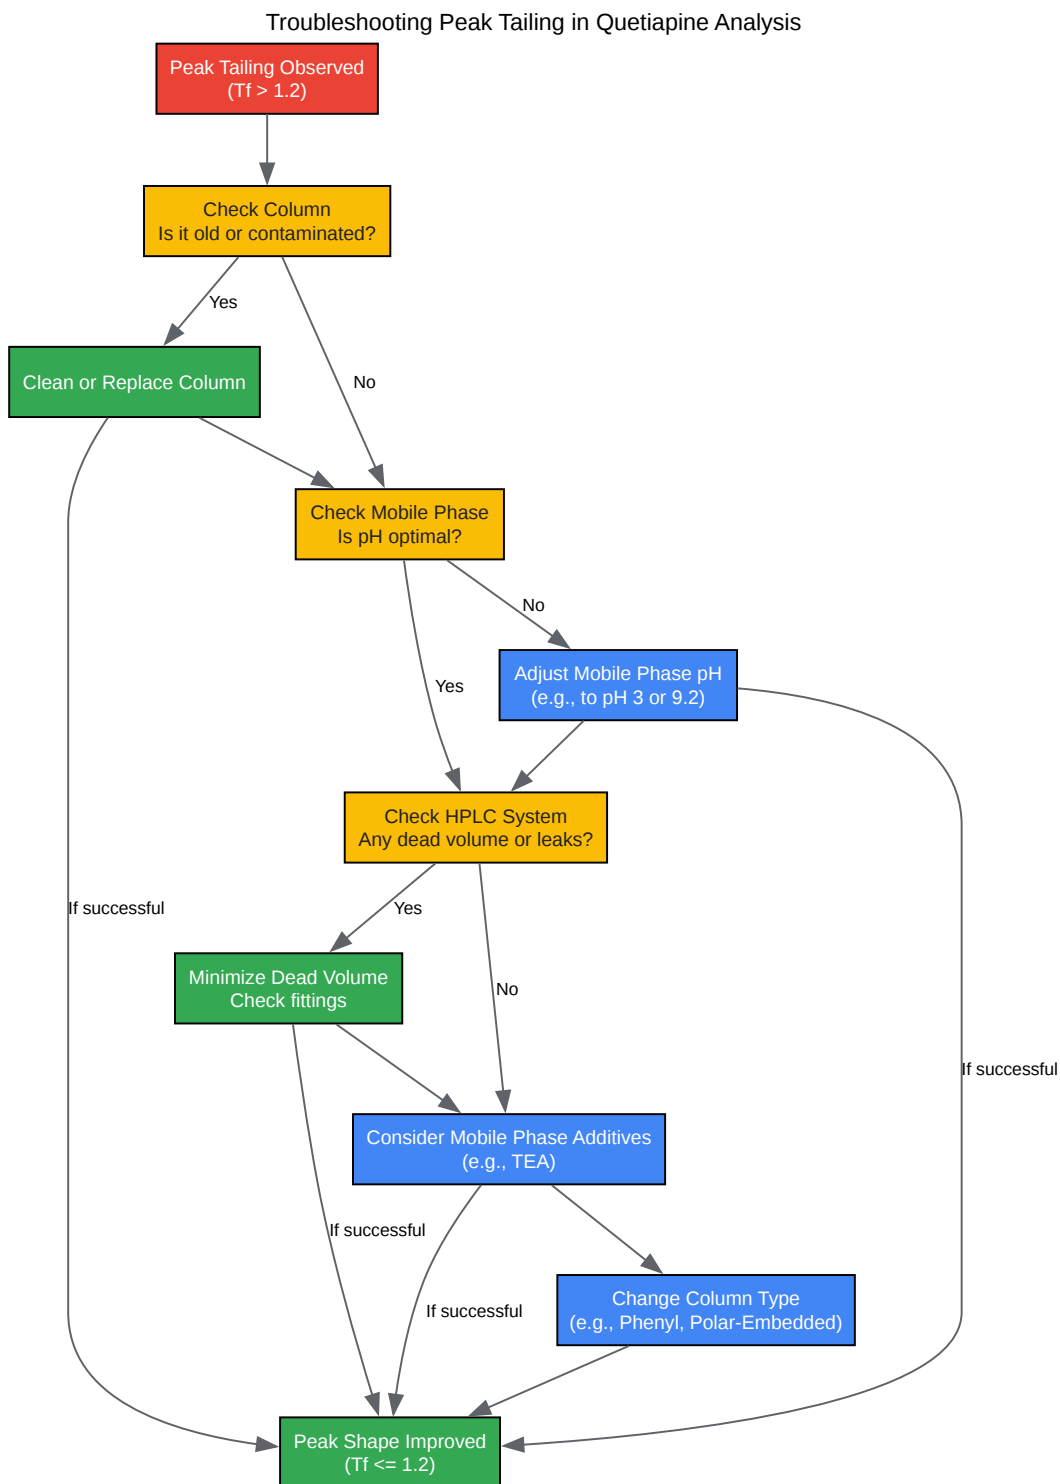 Troubleshooting Peak Tailing in Quetiapine Analysis
Peak Tailing Observed
(Tf > 1.2)
Check Column
Is it old or contaminated?
Yes
No
Clean or Replace Column
Check Mobile Phase
Is pH optimal?
No
Yes
Adjust Mobile Phase pH
(e.g., to pH 3 or 9.2)
Check HPLC System
Any dead volume or leaks?
If successful
Yes
Minimize Dead Volume
Check fittings
No
If successful
Consider Mobile Phase Additives
(e.g., TEA)
If successful
If successful
Change Column Type
(e.g., Phenyl, Polar-Embedded)
Peak Shape Improved
(Tf <= 1.2)